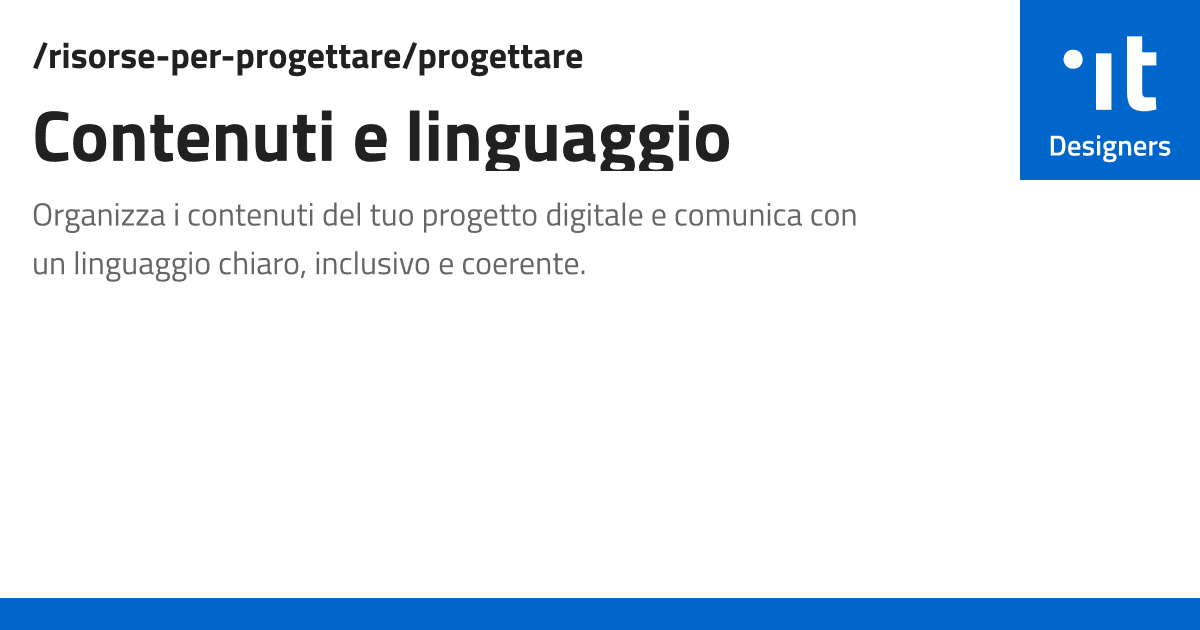 /risorse-per-progettare/progettare
Contenuti e linguaggio
Organizza i contenuti del tuo progetto digitale e comunica con
un linguaggio chiaro, inclusivo e coerente.
it
Designers